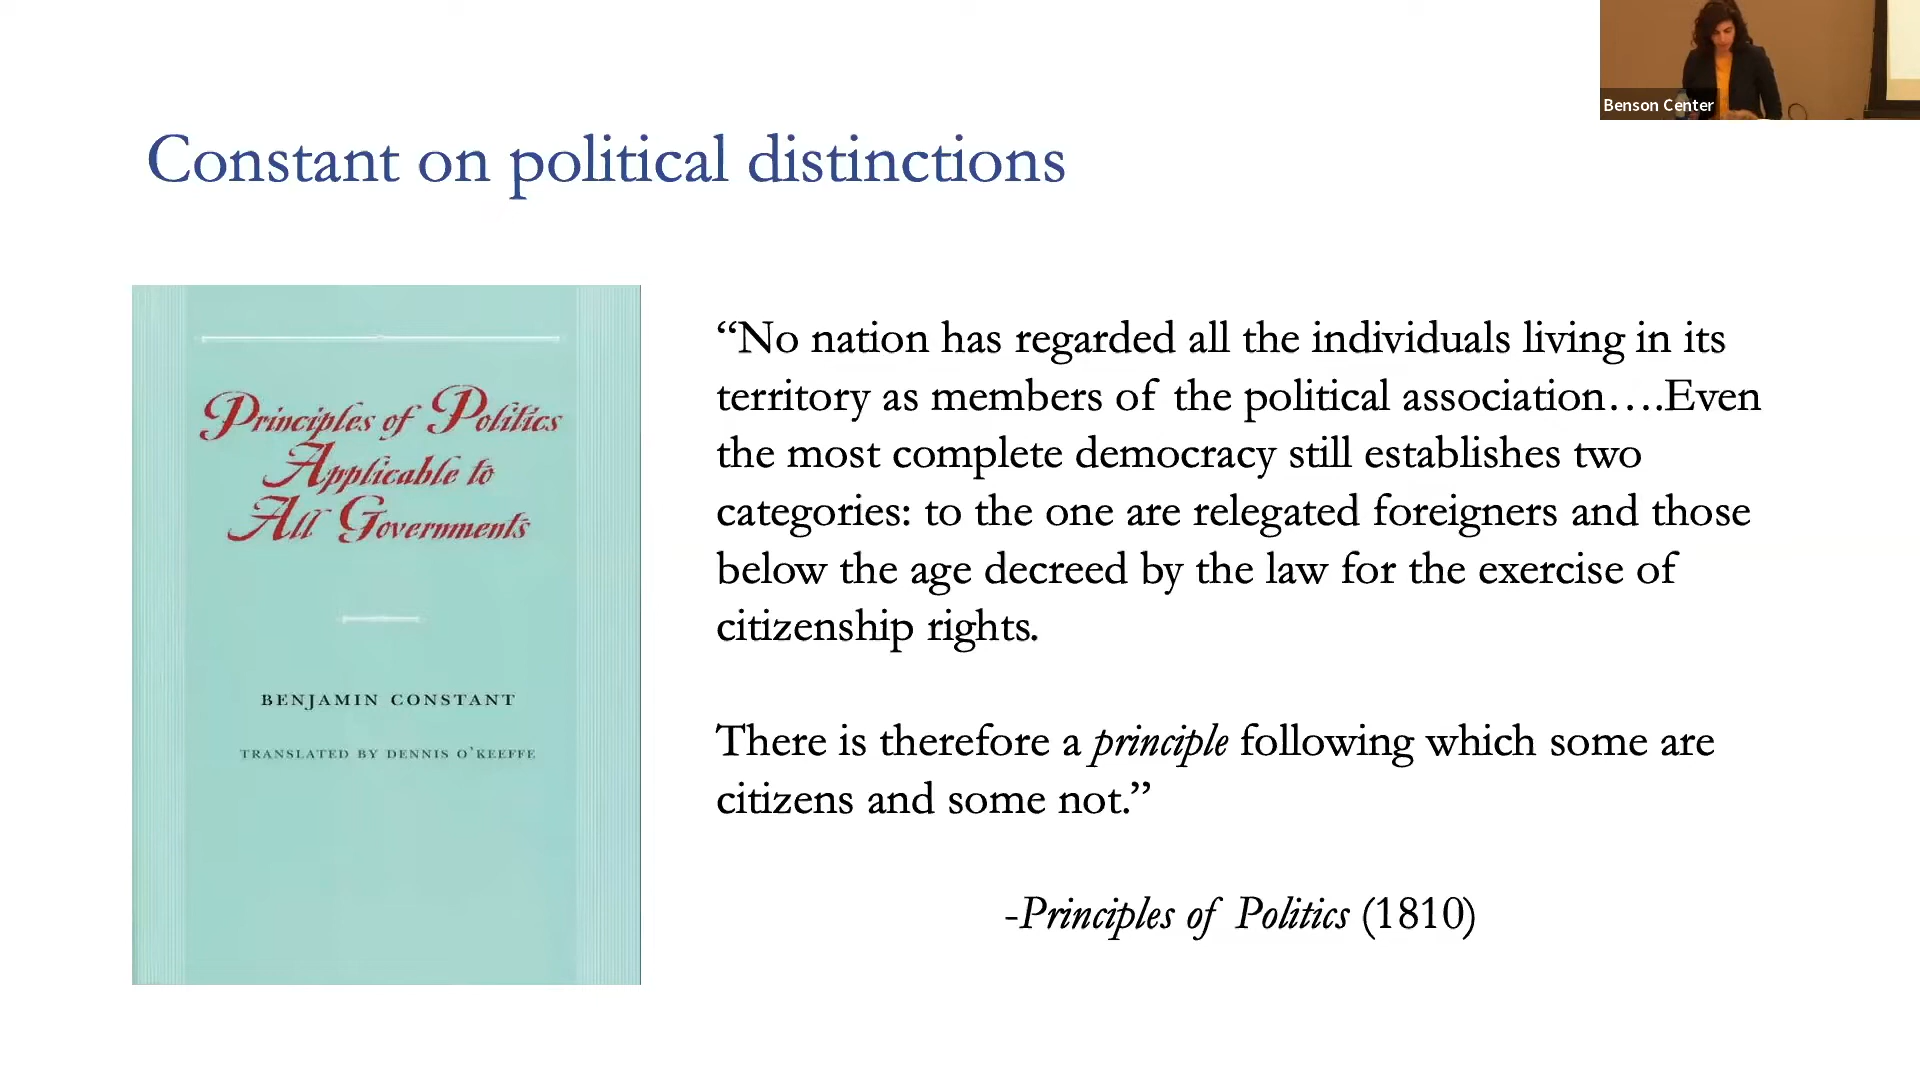 Benson Center
Constant on political distinctions
Principles of Politics
Applicable to
All Governments
BENJAMIN CONSTANT
TRANSLATED BY DENNIS O'KEEFFE
“No nation has regarded all the individuals living in its
territory as members of the political association….Even
the most complete democracy still establishes two
categories: to the one are relegated foreigners and those
below the age decreed by the law for the exercise of
citizenship rights.
There is therefore a principle following which some are
citizens and some not.”
-Principles of Politics (1810)